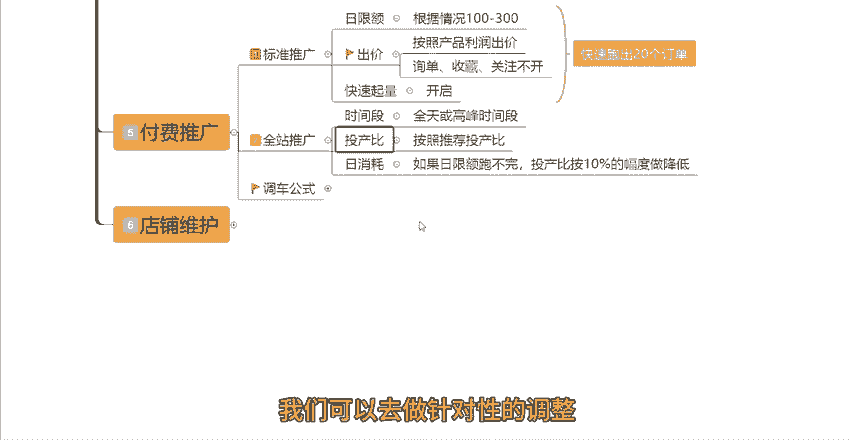 日限额 根据情况100-300
标准推广 出价 按照产品利润出价
询单、收藏、关注不开
快速起量 开启
快速跑出20个订单
5 付费推广
时间段 全天或高峰时间段
全站推广 投产比 按照推荐投产比
日消耗 如果日限额跑不完，投产比按10%的幅度做降低
调车公式
6 店铺维护
我们可以去做针对性的调整